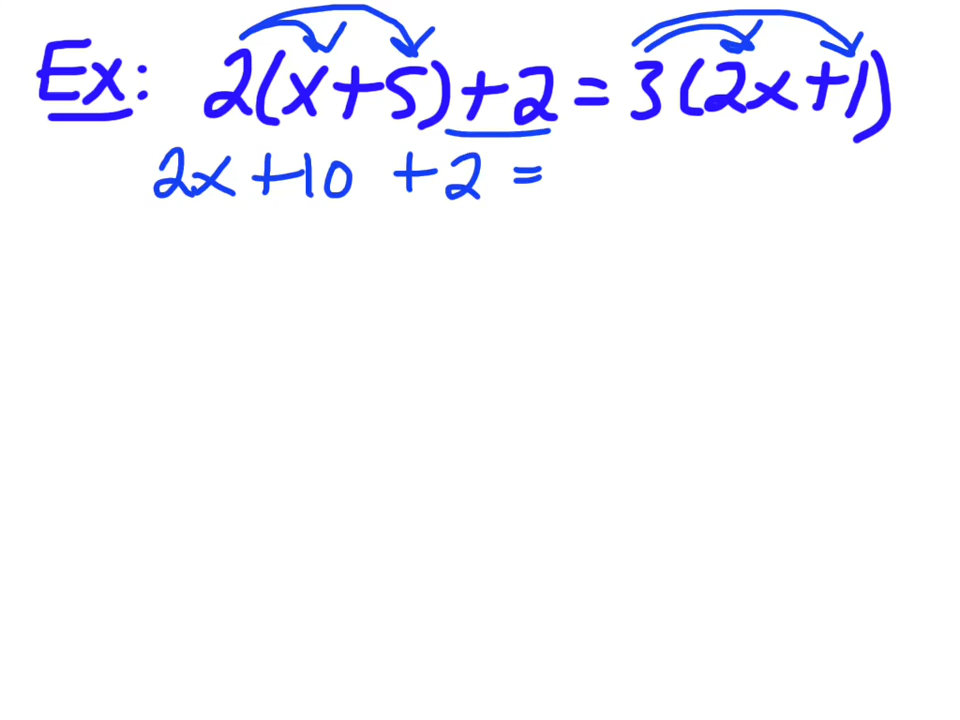 Ex: 2(x+5)+2=3(2x+1)
2x+10 +2 =